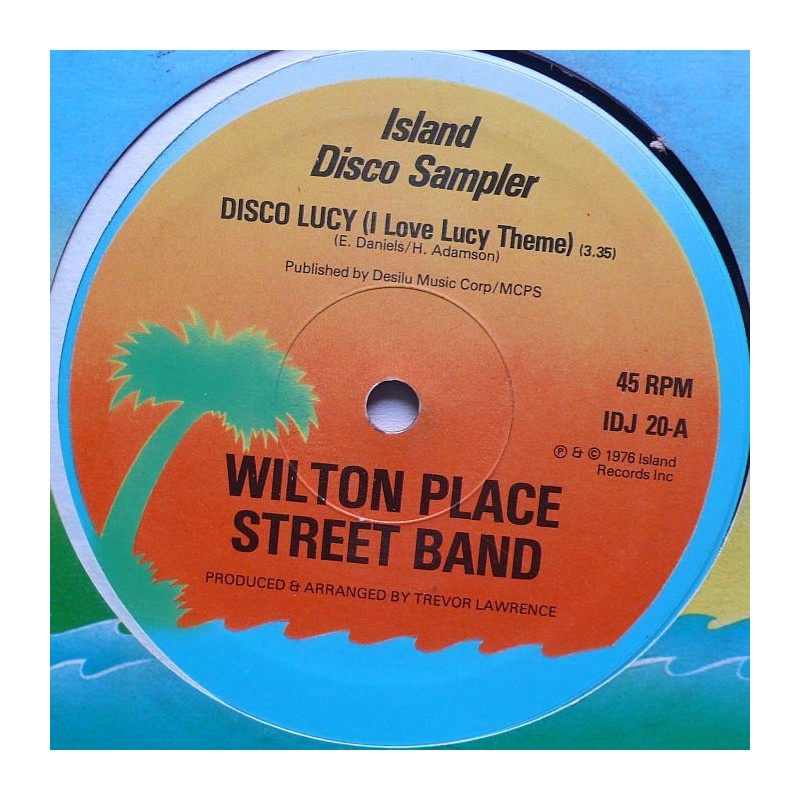 Island
Disco Sampler
DISCO LUCY (I Love Lucy Theme) (3.35)
(E. Daniels/H. Adamson)
Published by Desilu Music Corp/MCPS
45 RPM
IDJ 20-A
℗ & © 1976 Island
Records Inc
WILTON PLACE
STREET BAND
PRODUCED & ARRANGED BY TREVOR LAWRENCE